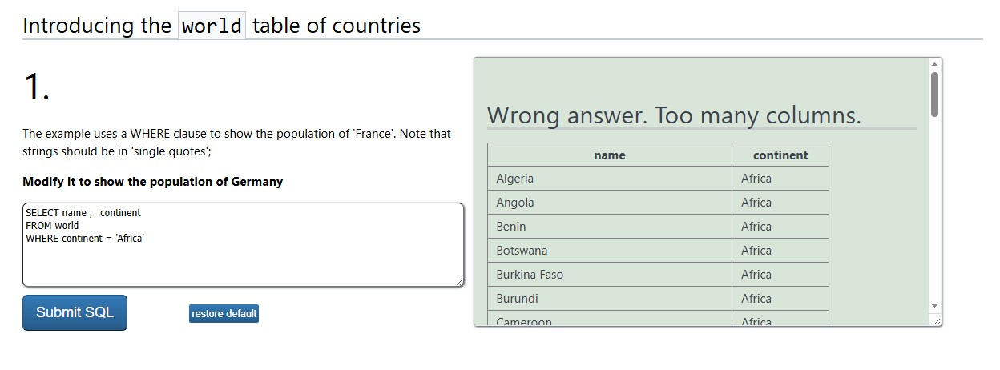 Introducing the world table of countries
1.
The example uses a WHERE clause to show the population of 'France'. Note that
strings should be in 'single quotes';
Modify it to show the population of Germany
SELECT name ,  continent
FROM world
WHERE continent = 'Africa'
Submit SQL restore default
Wrong answer. Too many columns.
name continent
Algeria Africa
Angola Africa
Benin Africa
Botswana Africa
Burkina Faso Africa
Burundi Africa
Cameroon Africa